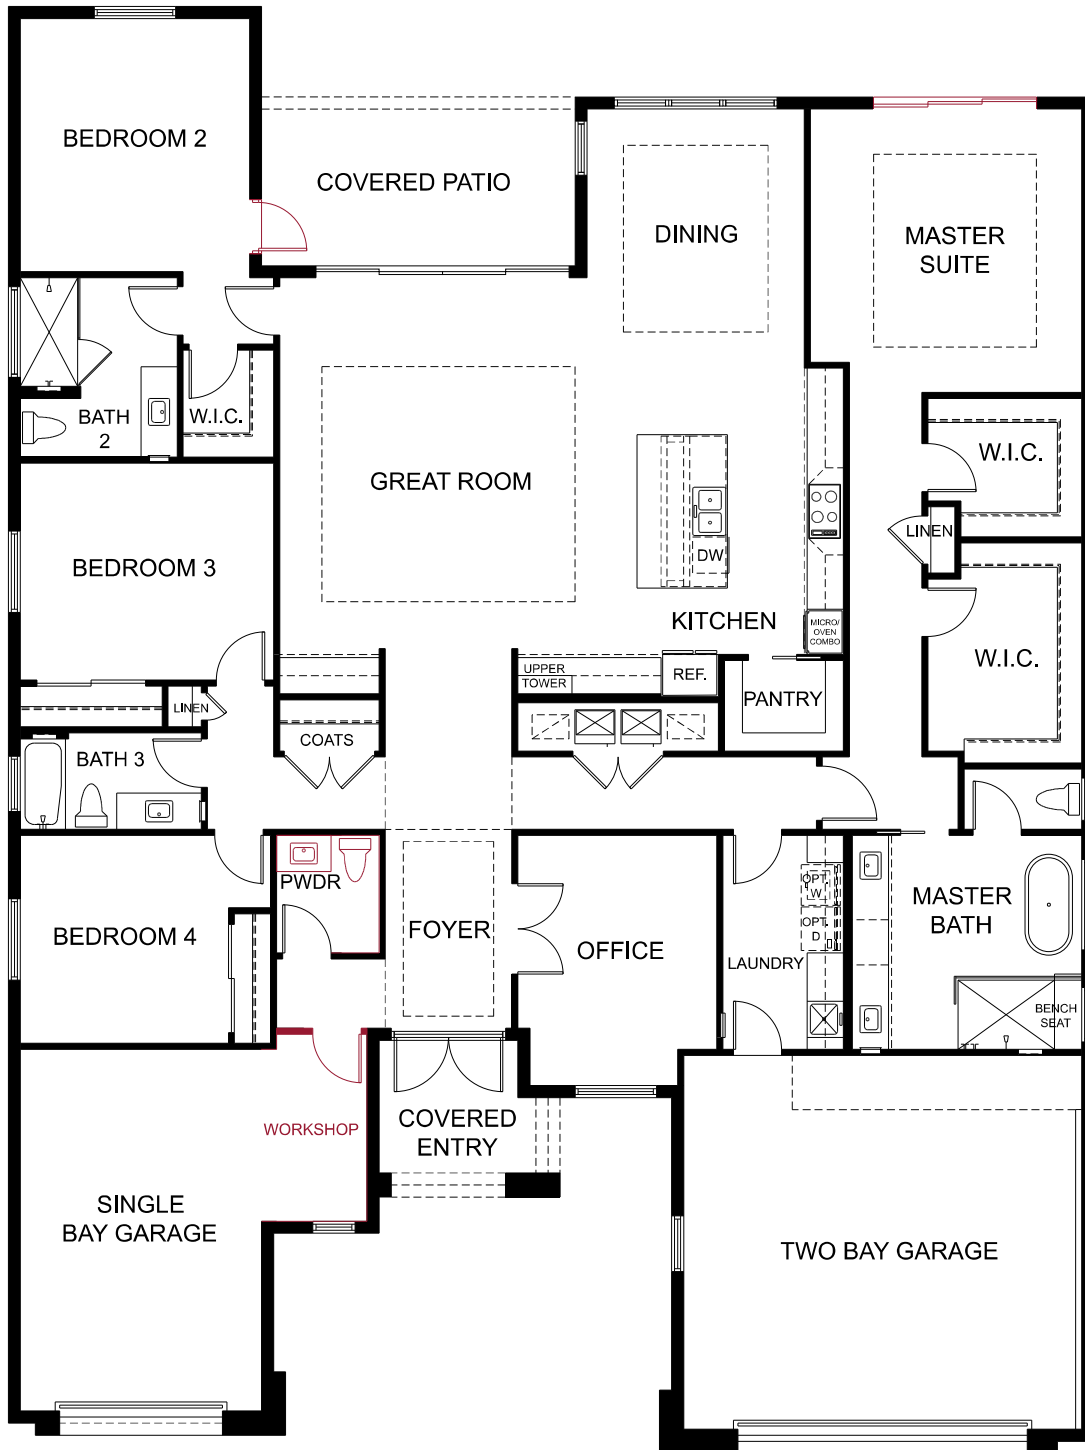 BEDROOM 2
COVERED PATIO
DINING
MASTER
SUITE
BATH
2
W.I.C.
W.I.C.
GREAT ROOM
LINEN
DW
BEDROOM 3
KITCHEN
MICRO/
OVEN
COMBO
W.I.C.
UPPER
TOWER
REF.
PANTRY
LINEN
COATS
BATH 3
PWDR
OPT.
W
OPT.
D
MASTER
BATH
BEDROOM 4
FOYER
OFFICE
LAUNDRY
BENCH
SEAT
WORKSHOP
COVERED
ENTRY
SINGLE
BAY GARAGE
TWO BAY GARAGE